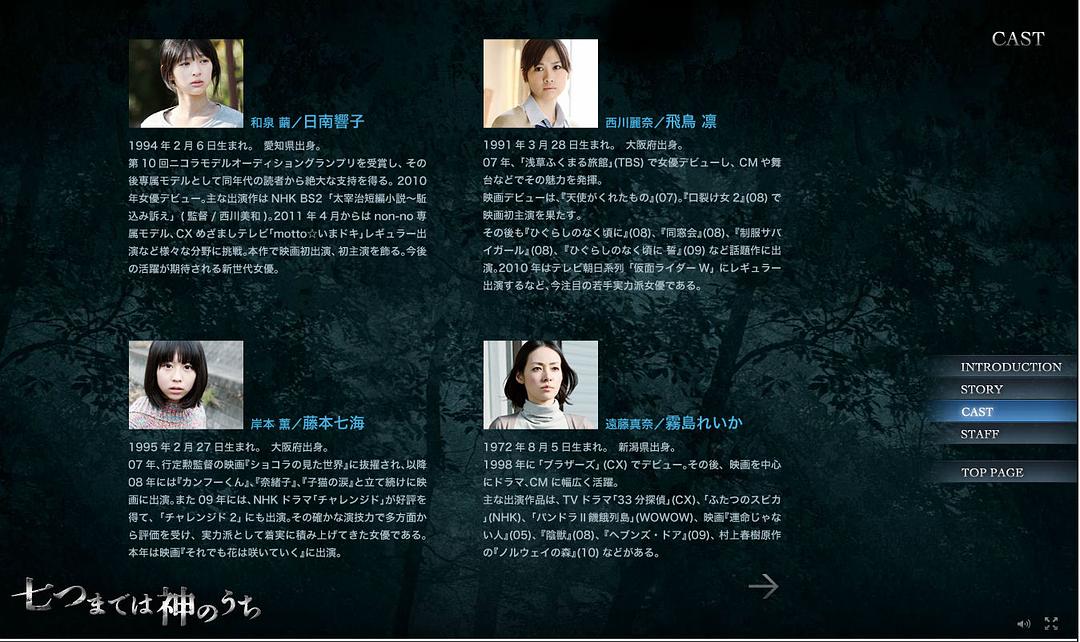 CAST
和泉 繭／日南響子
1994 年 2 月 6 日生まれ。 愛知県出身。
第 10 回ニコラモデルオーディショングランプリを受賞し、その
後専属モデルとして同年代の読者から絶大な支持を得る。2010
年女優デビュー。主な出演作は NHK BS2「太宰治短編小説〜駈
込み訴え」( 監督 / 西川美和 )。2011 年 4 月からは non-no 専
属モデル、CX めざましテレビ「motto☆いまドキ」レギュラー出
演など様々な分野に挑戦。本作で映画初出演、初主演を飾る。今後
の活躍が期待される新世代女優。
西川麗奈／飛鳥 凛
1991 年 3 月 28 日生まれ。 大阪府出身。
07 年、「浅草ふくまる旅館」(TBS) で女優デビューし、CM や舞
台などでその魅力を発揮。
映画デビューは、『天使がくれたもの』(07)。『口裂け女 2』(08) で
映画初主演を果たす。
その後も『ひぐらしのなく頃に』(08)、『同窓会』(08)、『制服サバ
イガール』(08)、『ひぐらしのなく頃に 誓』(09) など話題作に出
演。2010 年はテレビ朝日系列「仮面ライダー W」にレギュラー
出演するなど、今注目の若手実力派女優である。
岸本 薫／藤本七海
1995 年 2 月 27 日生まれ。 大阪府出身。
07 年、行定勲監督の映画『ショコラの見た世界』に抜擢され、以降
08 年には『カンフーくん』、『奈緒子』、『子猫の涙』と立て続けに映
画に出演。また 09 年には、NHK ドラマ「チャレンジド」が好評を
得て、「チャレンジド 2」にも出演。その確かな演技力で多方面か
ら評価を受け、実力派として着実に積み上げてきた女優である。
本年は映画『それでも花は咲いていく』に出演。
遠藤真奈／霧島れいか
1972 年 8 月 5 日生まれ。 新潟県出身。
1998 年に「ブラザーズ」(CX) でデビュー。その後、映画を中心
にドラマ、CM に幅広く活躍。
主な出演作品は、TV ドラマ「33 分探偵」(CX)、「ふたつのスピカ
」(NHK)、「パンドラⅡ飢餓列島」(WOWOW)、映画『運命じゃな
い人』(05)、『陰獣』(08)、『ヘブンズ・ドア』(09)、村上春樹原作
の『ノルウェイの森』(10) などがある。
INTRODUCTION
STORY
CAST
STAFF
TOP PAGE
七つまでは神のうち